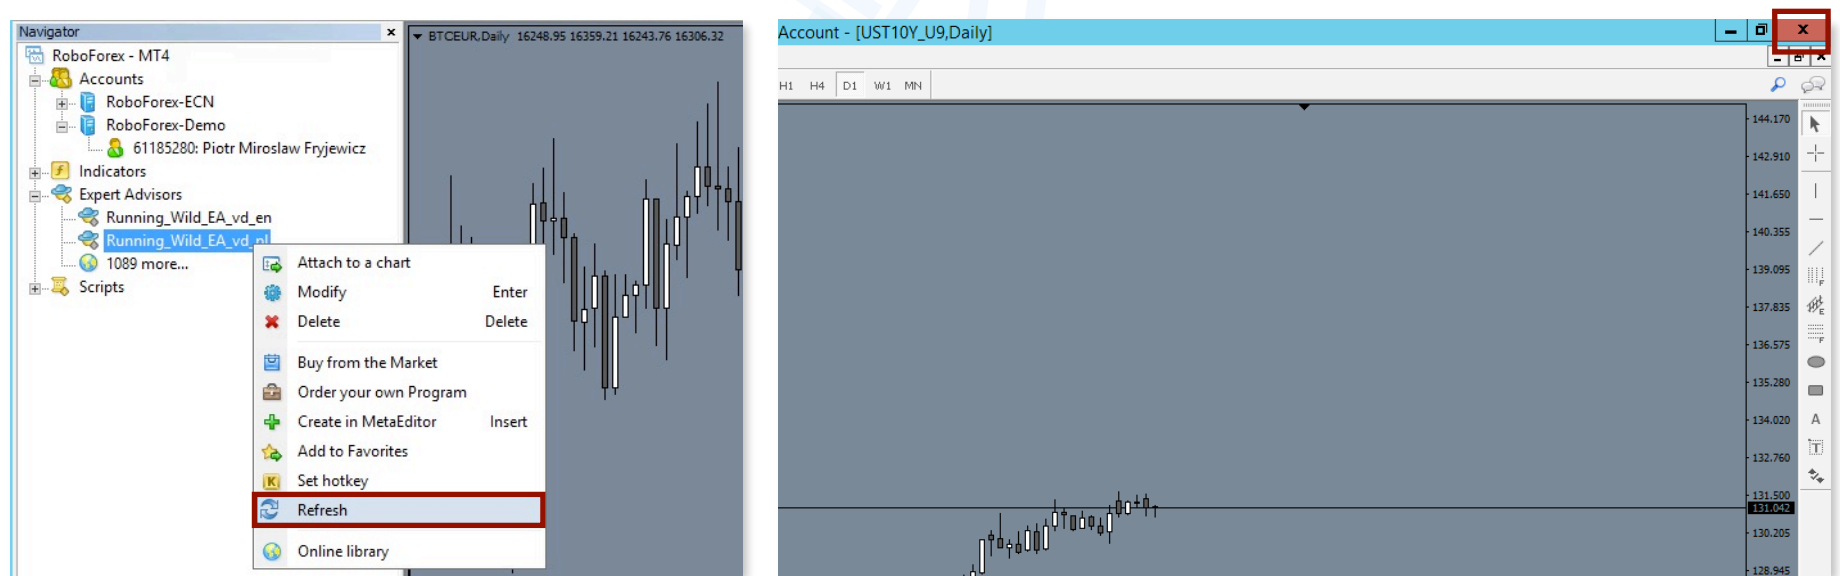 Navigator
RoboForex - MT4
Accounts
RoboForex-ECN
RoboForex-Demo
61185280: Piotr Miroslaw Fryjewicz
Indicators
Expert Advisors
Running_Wild_EA_vd_en
Running_Wild_EA_vd_pl
1089 more...
Scripts
Attach to a chart
Modify Enter
Delete Delete
Buy from the Market
Order your own Program
Create in MetaEditor Insert
Add to Favorites
Set hotkey
Refresh
Online library
BTCEUR,Daily 16248.95 16359.21 16243.76 16306.32
Account - [UST10Y_U9,Daily]
H1 H4 D1 W1 MN
144.170
142.910
141.650
140.355
139.095
137.835
136.575
135.280
134.020
132.760
131.500
131.042
130.205
128.945
F
E
F
A
T
K